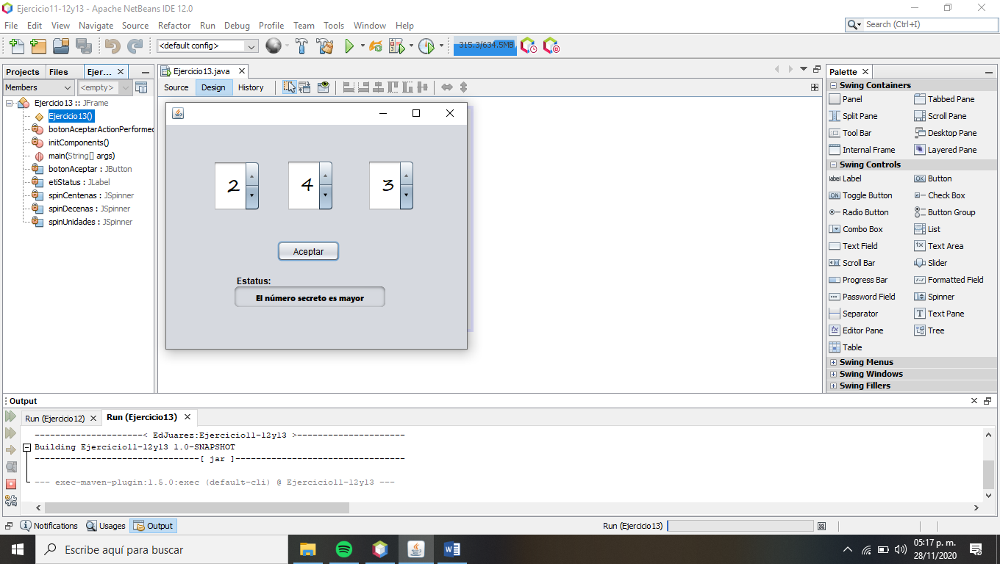 Ejercicio11-12y13 - Apache NetBeans IDE 12.0
File Edit View Navigate Source Refactor Run Debug Profile Team Tools Window Help
Search (Ctrl+I)
<default config>
315.3/634.5MB
Projects Files Ejer...
Members <empty>
Ejercicio13 :: JFrame
Ejercicio13()
botonAceptarActionPerformed
initComponents()
main(String[] args)
botonAceptar : JButton
etiStatus : JLabel
spinCentenas : JSpinner
spinDecenas : JSpinner
spinUnidades : JSpinner
Ejercicio13.java
Source Design History
2 4 3
Aceptar
Estatus:
El número secreto es mayor
Palette
Swing Containers
Panel Tabbed Pane
Split Pane Scroll Pane
Tool Bar Desktop Pane
Internal Frame Layered Pane
Swing Controls
Label Button
Toggle Button Check Box
Radio Button Button Group
Combo Box List
Text Field Text Area
Scroll Bar Slider
Progress Bar Formatted Field
Password Field Spinner
Separator Text Pane
Editor Pane Tree
Table
Swing Menus
Swing Windows
Swing Fillers
Output
Run (Ejercicio12) Run (Ejercicio13)
---------------------< EdJuarez:Ejercicio11-12y13 >---------------------
Building Ejercicio11-12y13 1.0-SNAPSHOT
--------------------------------[ jar ]---------------------------------
--- exec-maven-plugin:1.5.0:exec (default-cli) @ Ejercicio11-12y13 ---
Notifications Usages Output
Run (Ejercicio13)
Escribe aquí para buscar
05:17 p. m.
28/11/2020